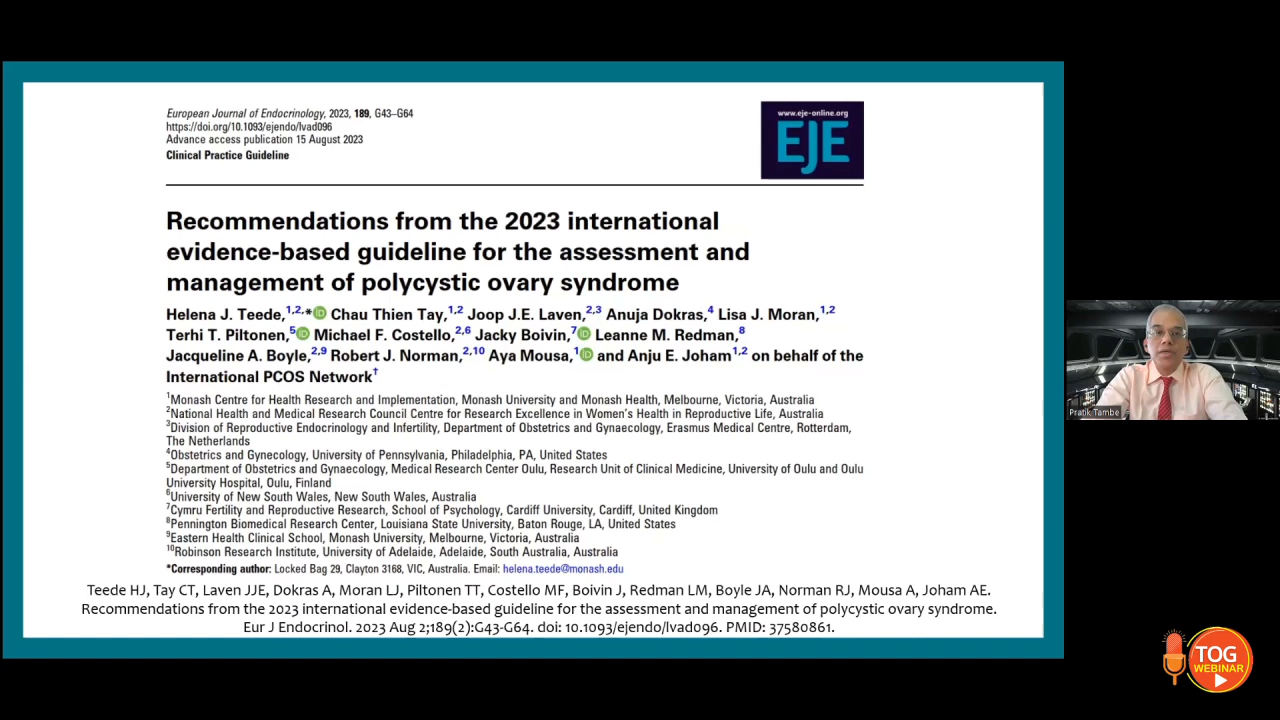 European Journal of Endocrinology, 2023, 189, G43–G64
https://doi.org/10.1093/ejendo/lvad096
Advance access publication 15 August 2023
Clinical Practice Guideline
www.eje-online.org
EJE
Recommendations from the 2023 international
evidence-based guideline for the assessment and
management of polycystic ovary syndrome
Helena J. Teede,1,2,* iD Chau Thien Tay,1,2 Joop J.E. Laven,2,3 Anuja Dokras,4 Lisa J. Moran,1,2
Terhi T. Piltonen,5 iD Michael F. Costello,2,6 Jacky Boivin,7 iD Leanne M. Redman,8
Jacqueline A. Boyle,2,9 Robert J. Norman,2,10 Aya Mousa,1 iD and Anju E. Joham1,2 on behalf of the
International PCOS Network†
1Monash Centre for Health Research and Implementation, Monash University and Monash Health, Melbourne, Victoria, Australia
2National Health and Medical Research Council Centre for Research Excellence in Women's Health in Reproductive Life, Australia
3Division of Reproductive Endocrinology and Infertility, Department of Obstetrics and Gynaecology, Erasmus Medical Centre, Rotterdam,
The Netherlands
4Obstetrics and Gynecology, University of Pennsylvania, Philadelphia, PA, United States
5Department of Obstetrics and Gynaecology, Medical Research Center Oulu, Research Unit of Clinical Medicine, University of Oulu and Oulu
University Hospital, Oulu, Finland
6University of New South Wales, New South Wales, Australia
7Cymru Fertility and Reproductive Research, School of Psychology, Cardiff University, Cardiff, United Kingdom
8Pennington Biomedical Research Center, Louisiana State University, Baton Rouge, LA, United States
9Eastern Health Clinical School, Monash University, Melbourne, Victoria, Australia
10Robinson Research Institute, University of Adelaide, Adelaide, South Australia, Australia
*Corresponding author: Locked Bag 29, Clayton 3168, VIC, Australia. Email: helena.teede@monash.edu
Teede HJ, Tay CT, Laven JJE, Dokras A, Moran LJ, Piltonen TT, Costello MF, Boivin J, Redman LM, Boyle JA, Norman RJ, Mousa A, Joham AE.
Recommendations from the 2023 international evidence-based guideline for the assessment and management of polycystic ovary syndrome.
Eur J Endocrinol. 2023 Aug 2;189(2):G43-G64. doi: 10.1093/ejendo/lvad096. PMID: 37580861.
Pratik Tambe
TOG
WEBINAR